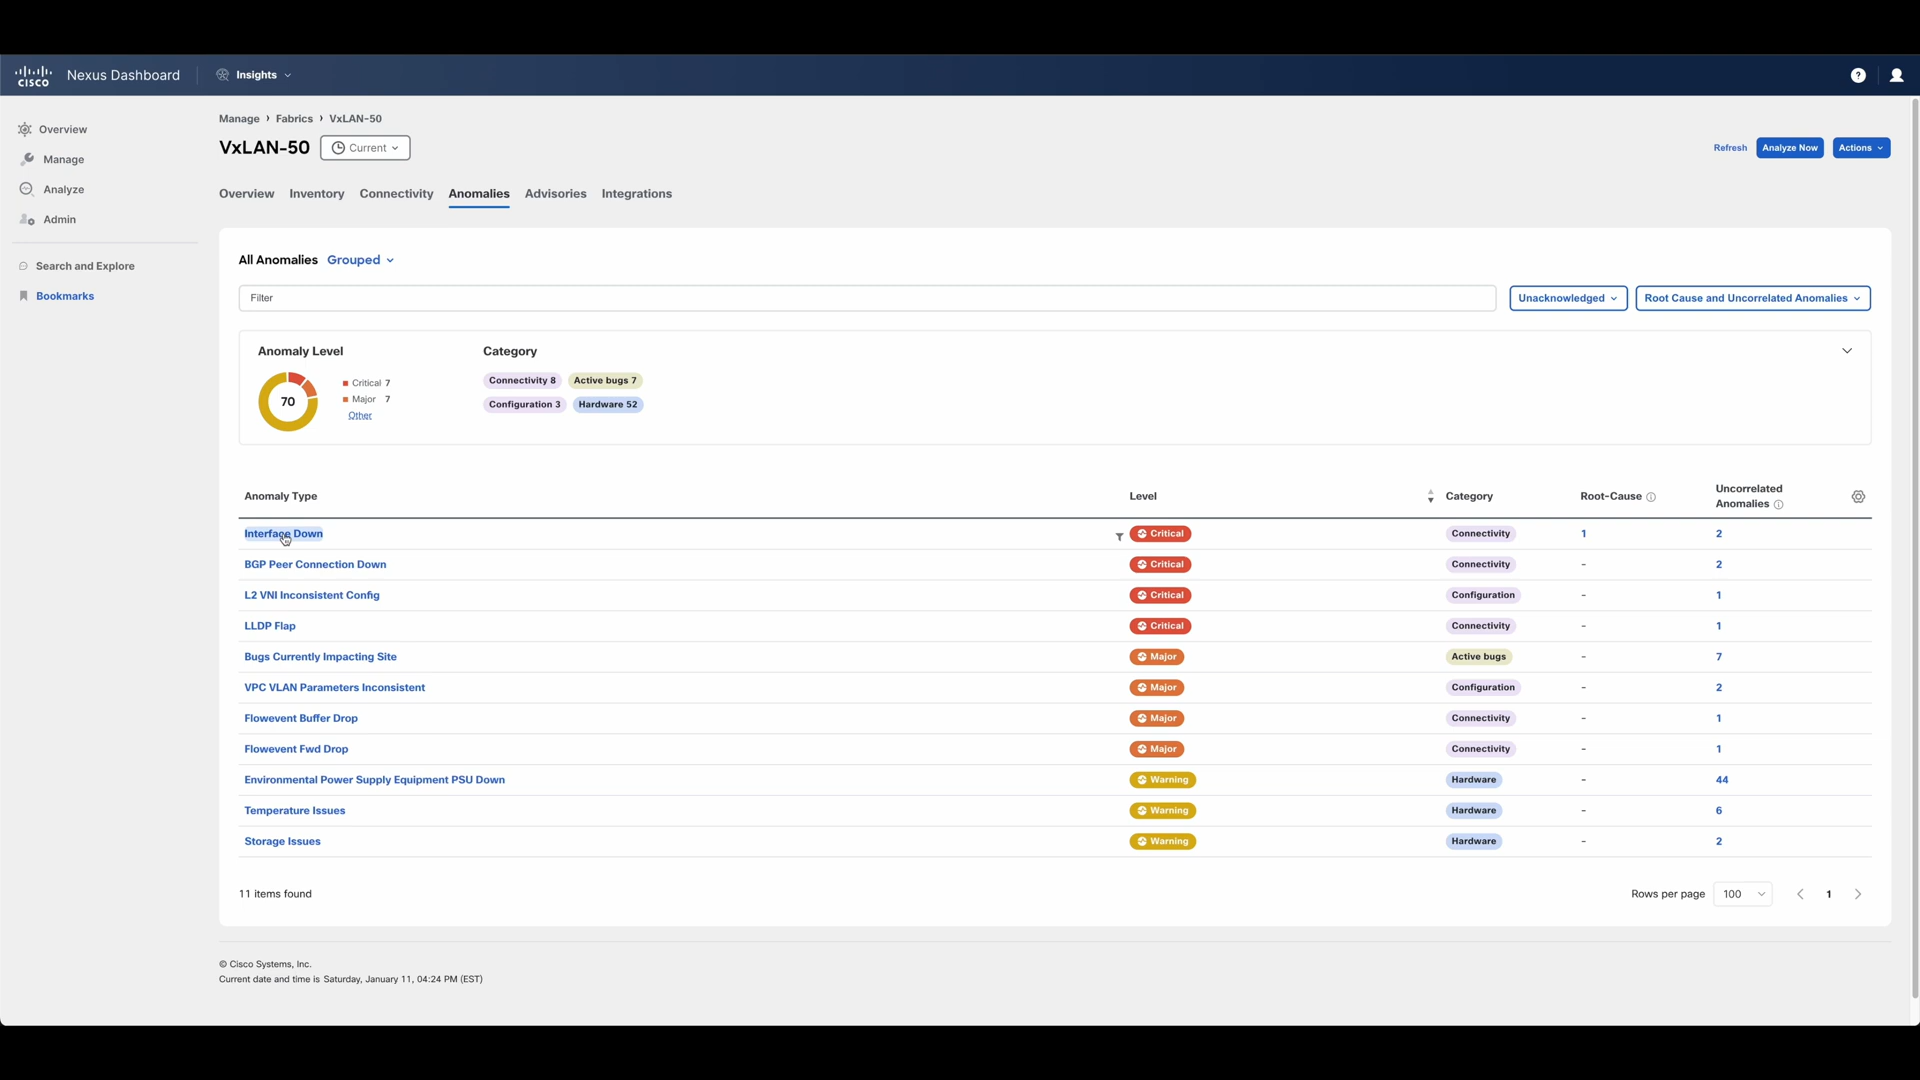 CISCO Nexus Dashboard Insights ?
Overview
Manage
Analyze
Admin
Search and Explore
Bookmarks
Manage › Fabrics › VxLAN-50
VxLAN-50 Current
Refresh Analyze Now Actions
Overview Inventory Connectivity Anomalies Advisories Integrations
All Anomalies Grouped
Filter Unacknowledged Root Cause and Uncorrelated Anomalies
Anomaly Level Category
70
Critical 7
Major 7
Other
Connectivity 8 Active bugs 7
Configuration 3 Hardware 52
Anomaly Type Level Category Root-Cause Uncorrelated
Anomalies
Interface Down Critical Connectivity 1 2
BGP Peer Connection Down Critical Connectivity - 2
L2 VNI Inconsistent Config Critical Configuration - 1
LLDP Flap Critical Connectivity - 1
Bugs Currently Impacting Site Major Active bugs - 7
VPC VLAN Parameters Inconsistent Major Configuration - 2
Flowevent Buffer Drop Major Connectivity - 1
Flowevent Fwd Drop Major Connectivity - 1
Environmental Power Supply Equipment PSU Down Warning Hardware - 44
Temperature Issues Warning Hardware - 6
Storage Issues Warning Hardware - 2
11 items found Rows per page 100 1
© Cisco Systems, Inc.
Current date and time is Saturday, January 11, 04:24 PM (EST)